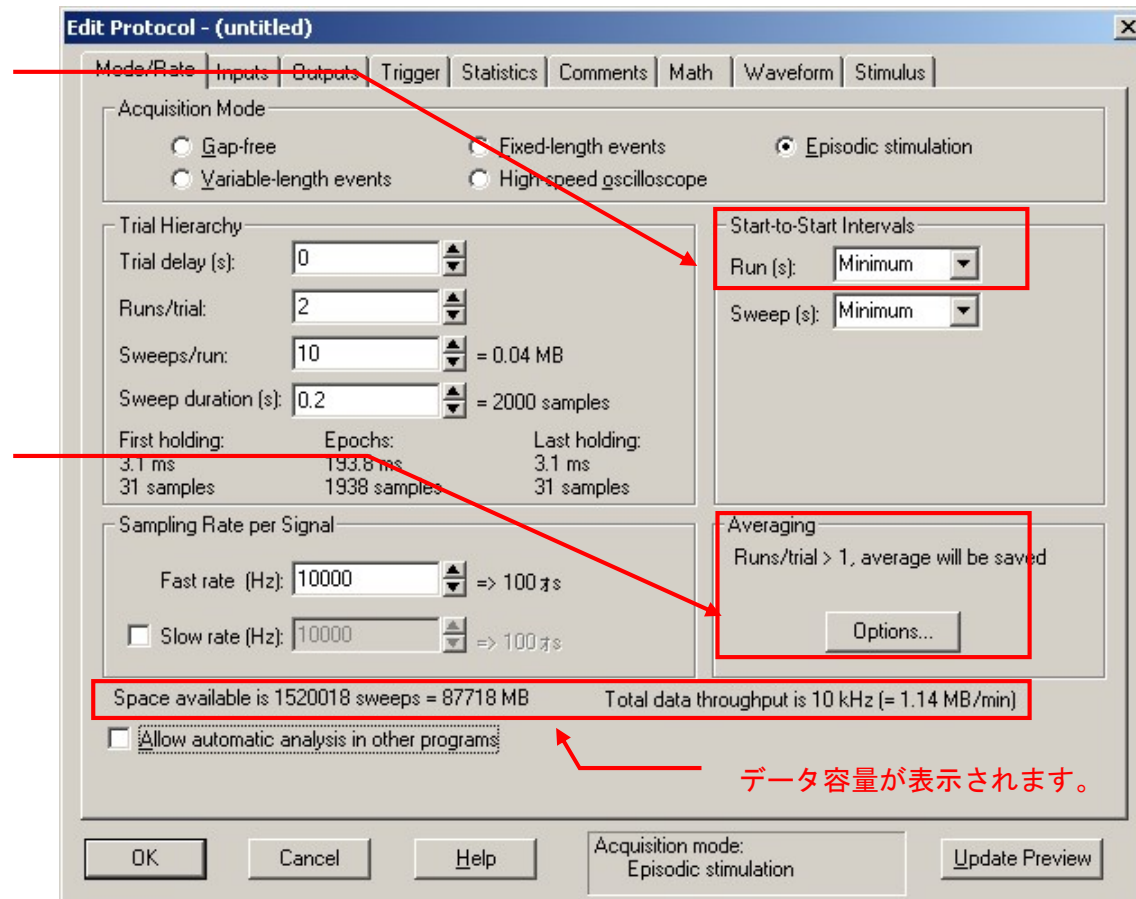 Edit Protocol - (untitled)
Mode/Rate Inputs Outputs Trigger Statistics Comments Math Waveform Stimulus
Acquisition Mode
Gap-free Fixed-length events Episodic stimulation
Variable-length events High-speed oscilloscope
Trial Hierarchy
Trial delay (s): 0
Runs/trial: 2
Sweeps/run: 10 = 0.04 MB
Sweep duration (s): 0.2 = 2000 samples
First holding: Epochs: Last holding:
3.1 ms 193.8 ms 3.1 ms
31 samples 1938 samples 31 samples
Start-to-Start Intervals
Run (s): Minimum
Sweep (s): Minimum
Sampling Rate per Signal
Fast rate (Hz): 10000 => 100 ｵs
Slow rate (Hz): 10000 => 100 ｵs
Averaging
Runs/trial > 1, average will be saved
Options...
Space available is 1520018 sweeps = 87718 MB Total data throughput is 10 kHz (= 1.14 MB/min)
Allow automatic analysis in other programs
データ容量が表示されます。
OK Cancel Help Acquisition mode: Update Preview
Episodic stimulation